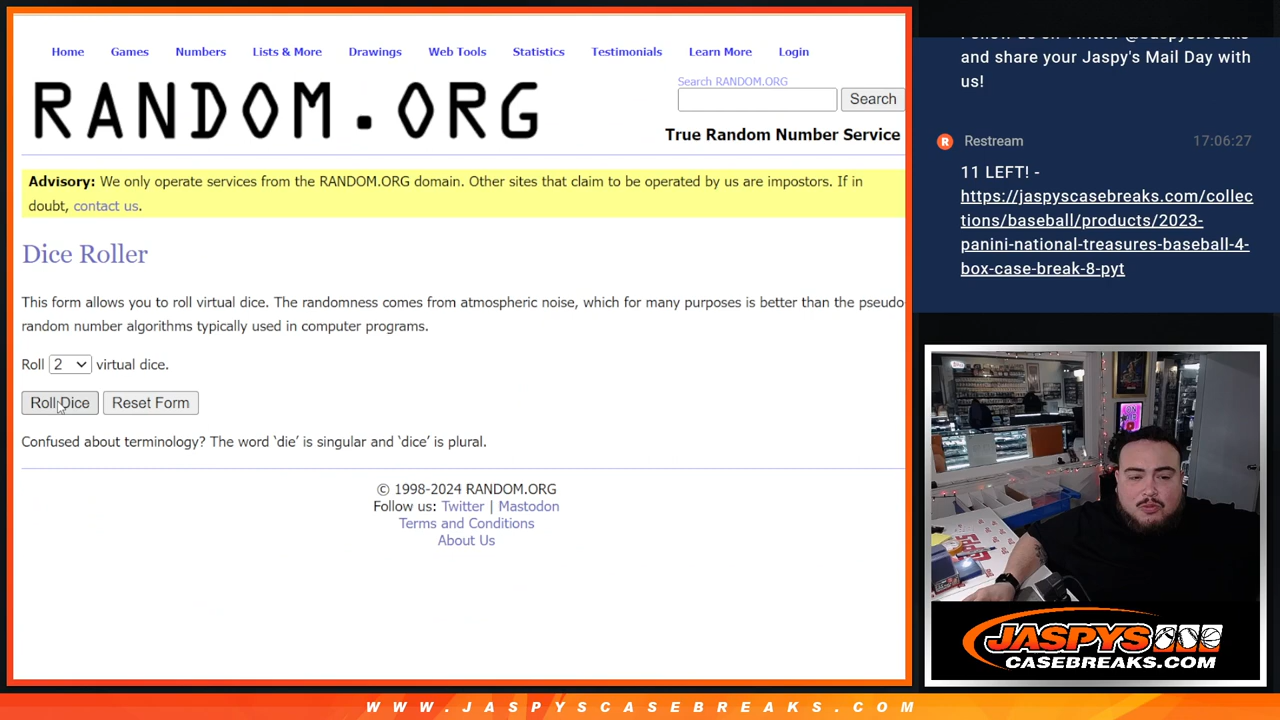 Home Games Numbers Lists & More Drawings Web Tools Statistics Testimonials Learn More Login
RANDOM.ORG
Search RANDOM.ORG
Search
True Random Number Service
Advisory: We only operate services from the RANDOM.ORG domain. Other sites that claim to be operated by us are impostors. If in
doubt, contact us.
Dice Roller
This form allows you to roll virtual dice. The randomness comes from atmospheric noise, which for many purposes is better than the pseudo-
random number algorithms typically used in computer programs.
Roll 2 virtual dice.
Roll Dice Reset Form
Confused about terminology? The word ‘die’ is singular and ‘dice’ is plural.
© 1998-2024 RANDOM.ORG
Follow us: Twitter | Mastodon
Terms and Conditions
About Us
and share your Jaspy's Mail Day with
us!
Restream 17:06:27
11 LEFT! -
https://jaspyscasebreaks.com/collec
tions/baseball/products/2023-
panini-national-treasures-baseball-4-
box-case-break-8-pyt
JASPYS
CASEBREAKS.COM
WWW.JASPYSCASEBREAKS.COM